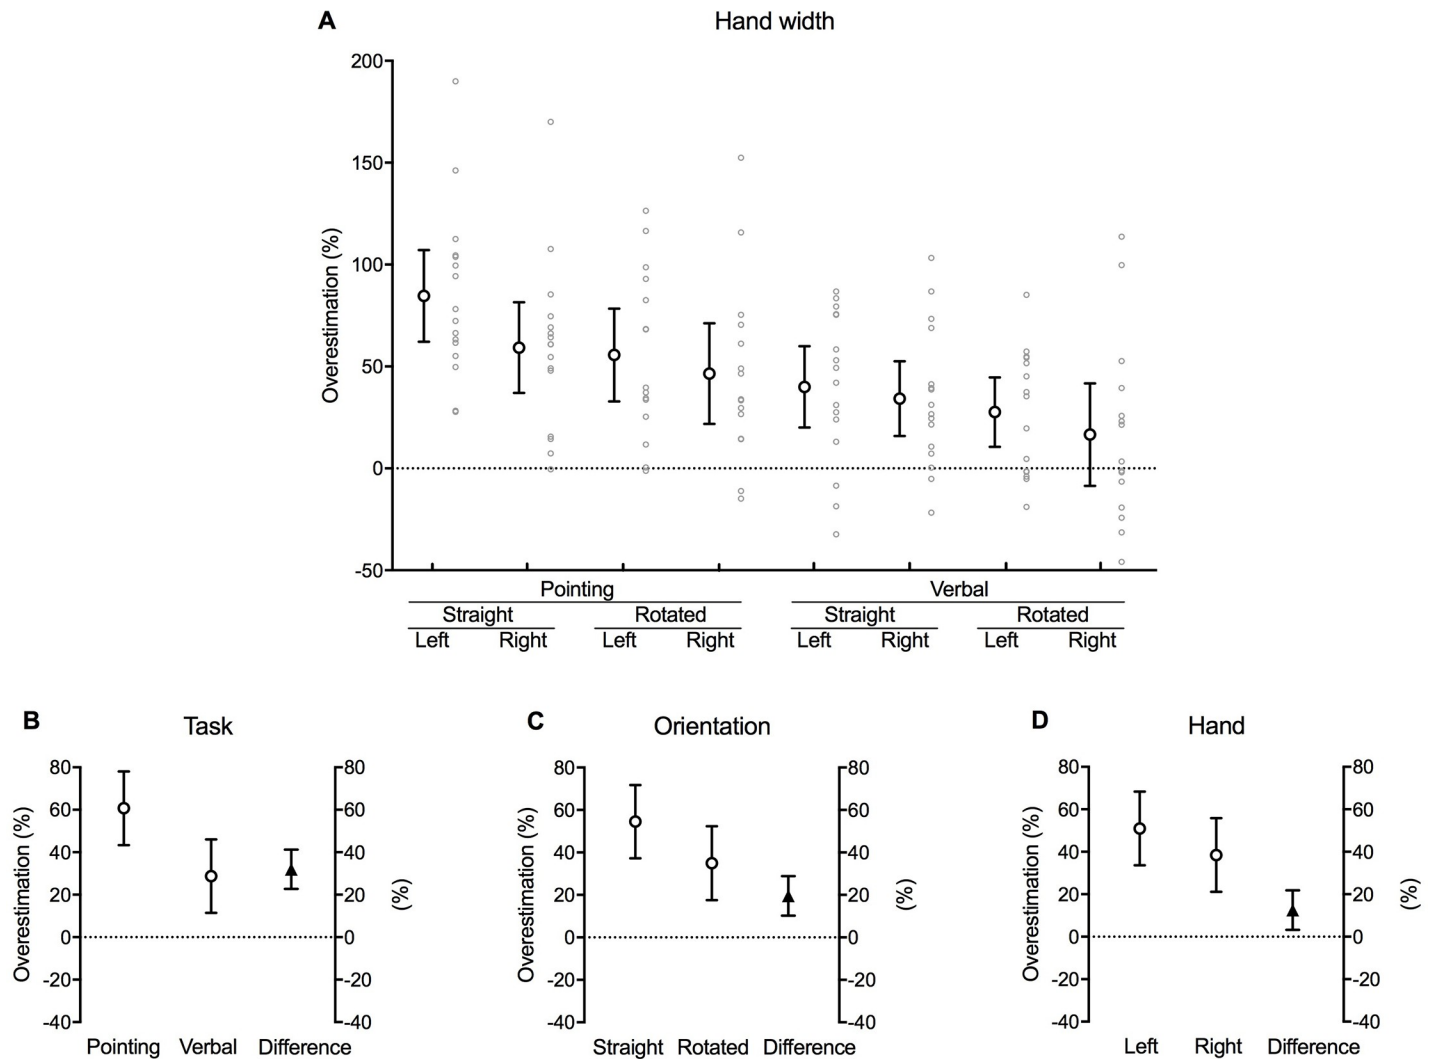 A
Hand width
Overestimation (%)
200
150
100
50
0
-50
Pointing Verbal
Straight Rotated Straight Rotated
Left Right Left Right Left Right Left Right
B
Task
Overestimation (%)
80
60
40
20
0
-20
-40
80
60
40
20
0
-20
-40
(%)
Pointing Verbal Difference
C
Orientation
Overestimation (%)
80
60
40
20
0
-20
-40
80
60
40
20
0
-20
-40
(%)
Straight Rotated Difference
D
Hand
Overestimation (%)
80
60
40
20
0
-20
-40
80
60
40
20
0
-20
-40
(%)
Left Right Difference